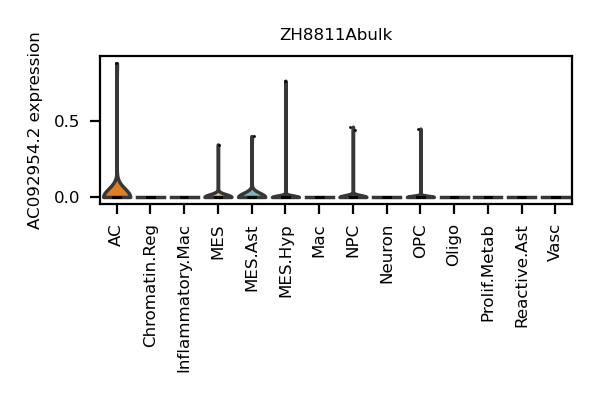 ZH8811Abulk
AC092954.2 expression
0.5
0.0
AC
Chromatin.Reg
Inflammatory.Mac
MES
MES.Ast
MES.Hyp
Mac
NPC
Neuron
OPC
Oligo
Prolif.Metab
Reactive.Ast
Vasc